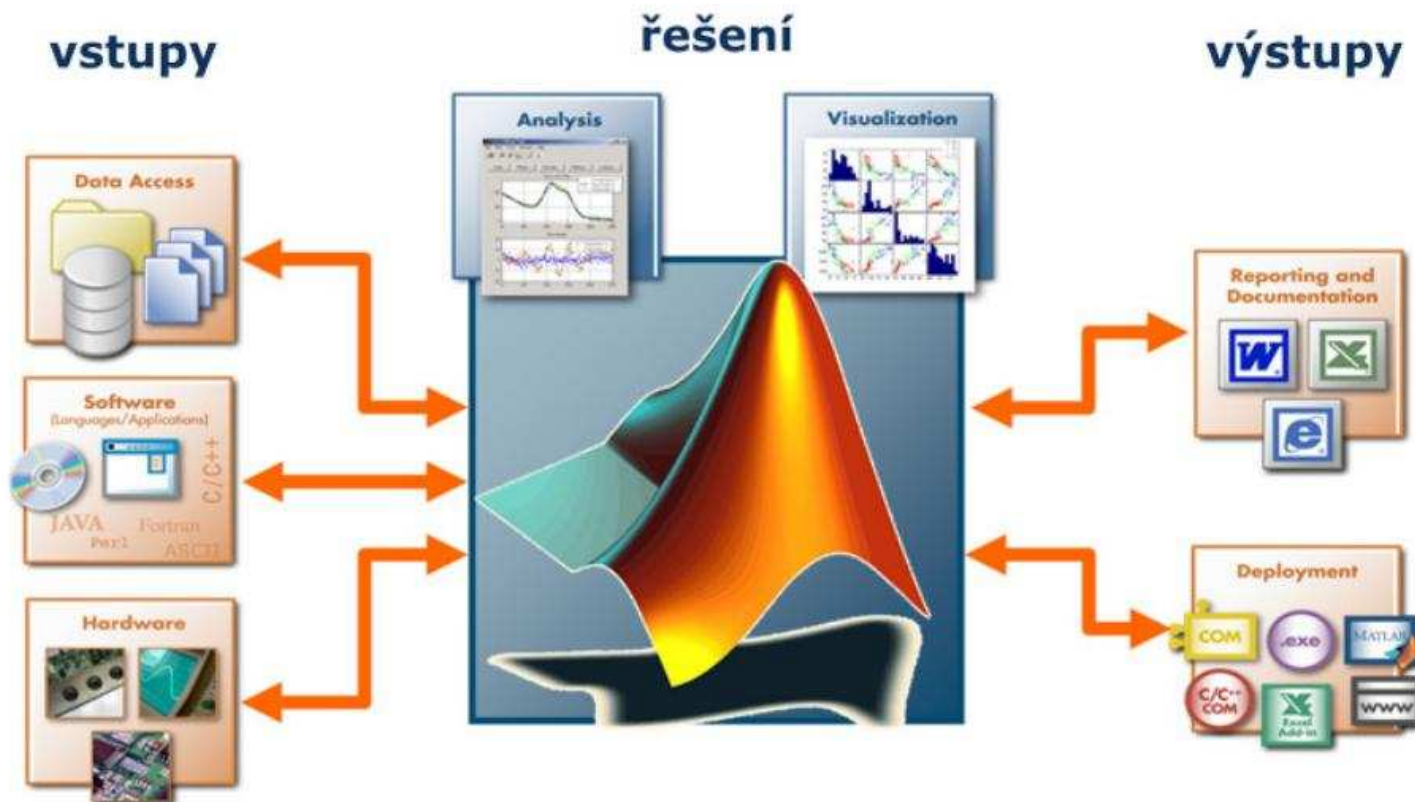 vstupy
řešení
výstupy
Analysis
Visualization
Data Access
Software
(Languages/Applications)
C/C++
JAVA
Fortran
Perl
ASCII
Hardware
Reporting and
Documentation
W
X
e
Deployment
COM
.exe
MATLAB
C/C++
COM
Excel
Add-in
www